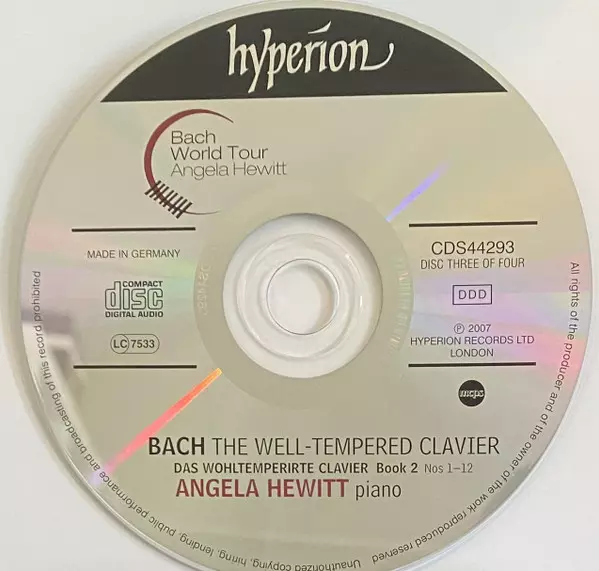 hyperion
Bach
World Tour
Angela Hewitt
MADE IN GERMANY
COMPACT
disc
DIGITAL AUDIO
LC 7533
CDS44293
DISC THREE OF FOUR
DDD
℗ 2007
HYPERION RECORDS LTD
LONDON
mcps
BACH THE WELL-TEMPERED CLAVIER
DAS WOHLTEMPERIRTE CLAVIER Book 2 Nos 1–12
ANGELA HEWITT piano
All rights of the producer and of the owner of the work reproduced reserved. Unauthorized copying, hiring, lending, public performance and broadcasting of this record prohibited